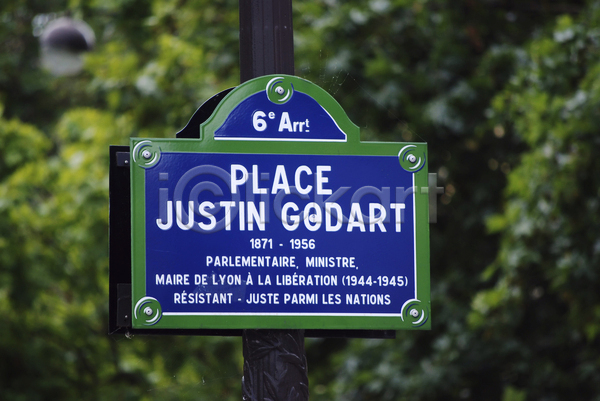 6e Arrt
PLACE
JUSTIN GODART
1871 - 1956
PARLEMENTAIRE, MINISTRE,
MAIRE DE LYON À LA LIBÉRATION (1944-1945)
RÉSISTANT - JUSTE PARMI LES NATIONS